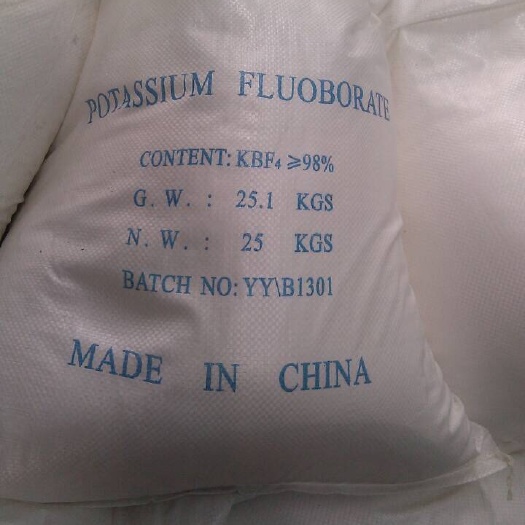 POTASSIUM FLUOBORATE
CONTENT: KBF₄ ⩾98%
G. W. : 25.1 KGS
N. W. : 25 KGS
BATCH NO: YY\B1301
MADE IN CHINA